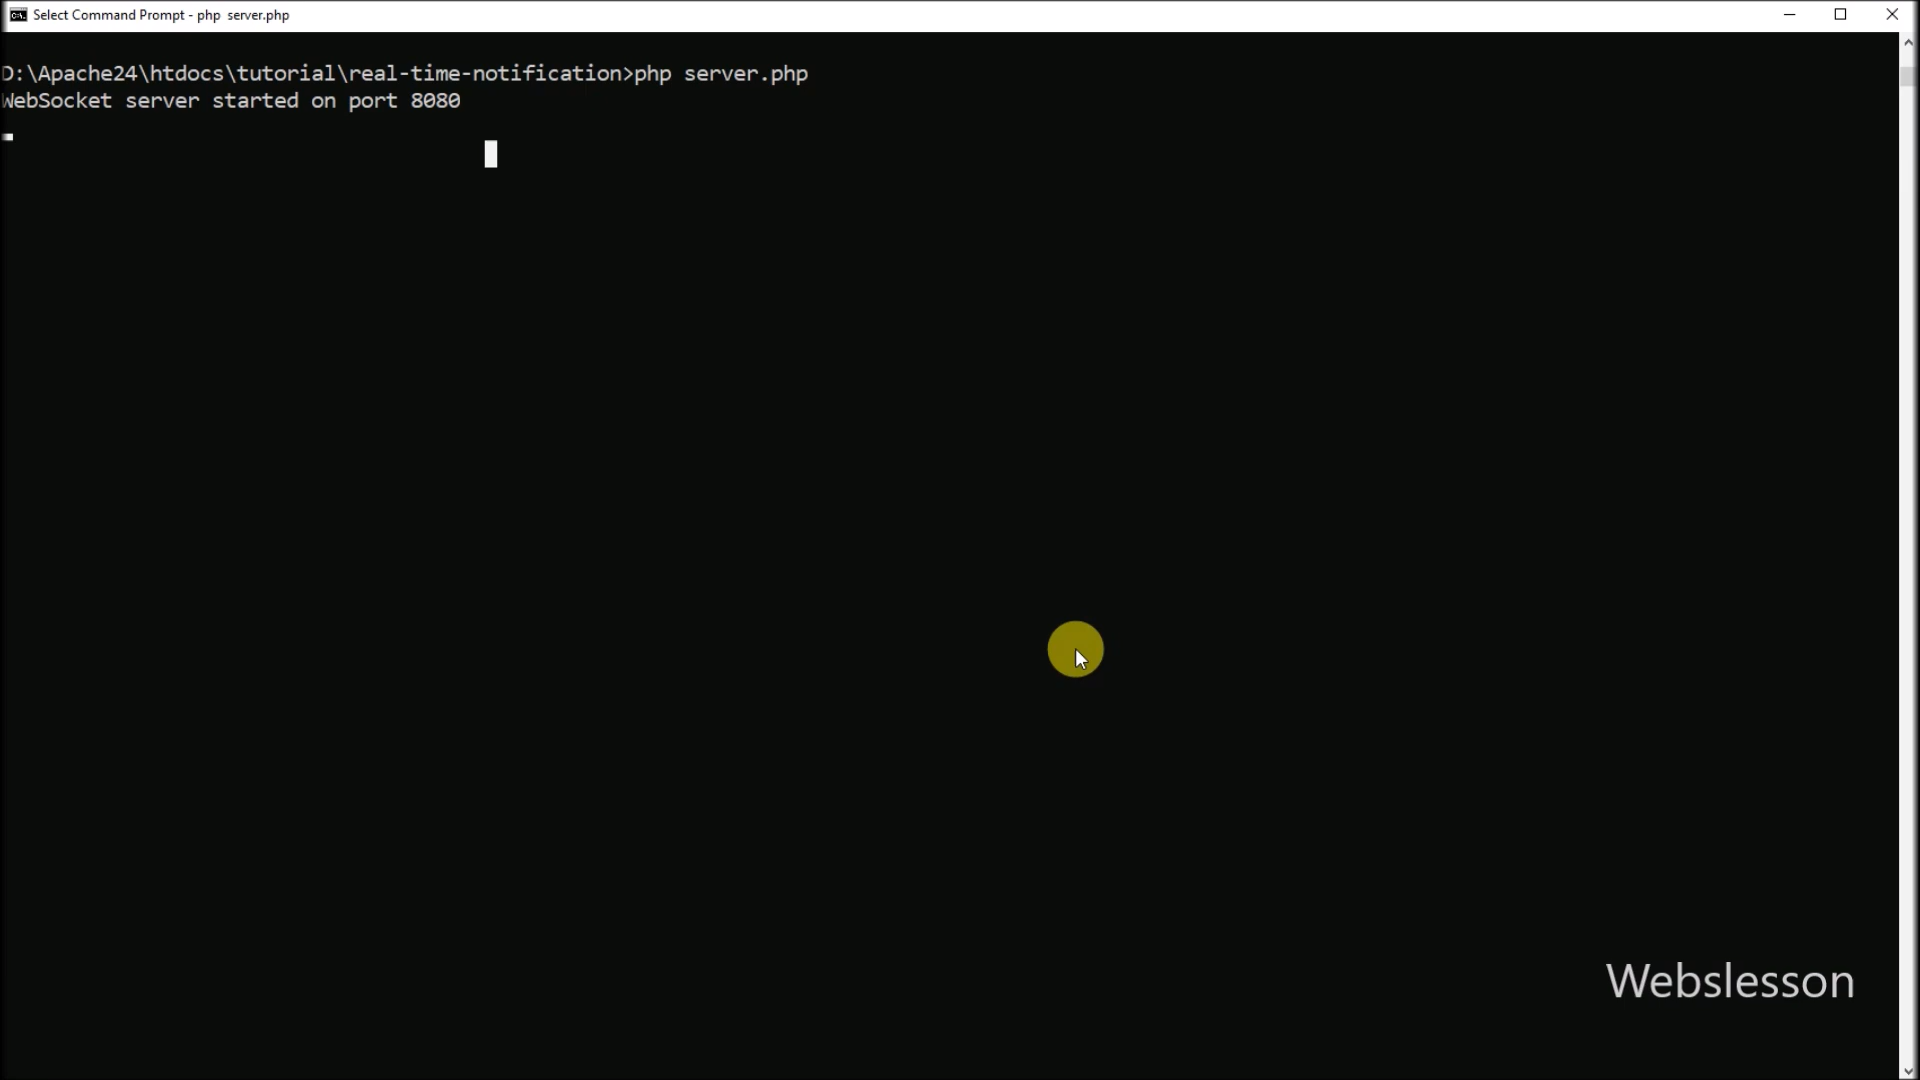 Select Command Prompt - php  server.php
D:\Apache24\htdocs\tutorial\real-time-notification>php server.php
WebSocket server started on port 8080
Webslesson